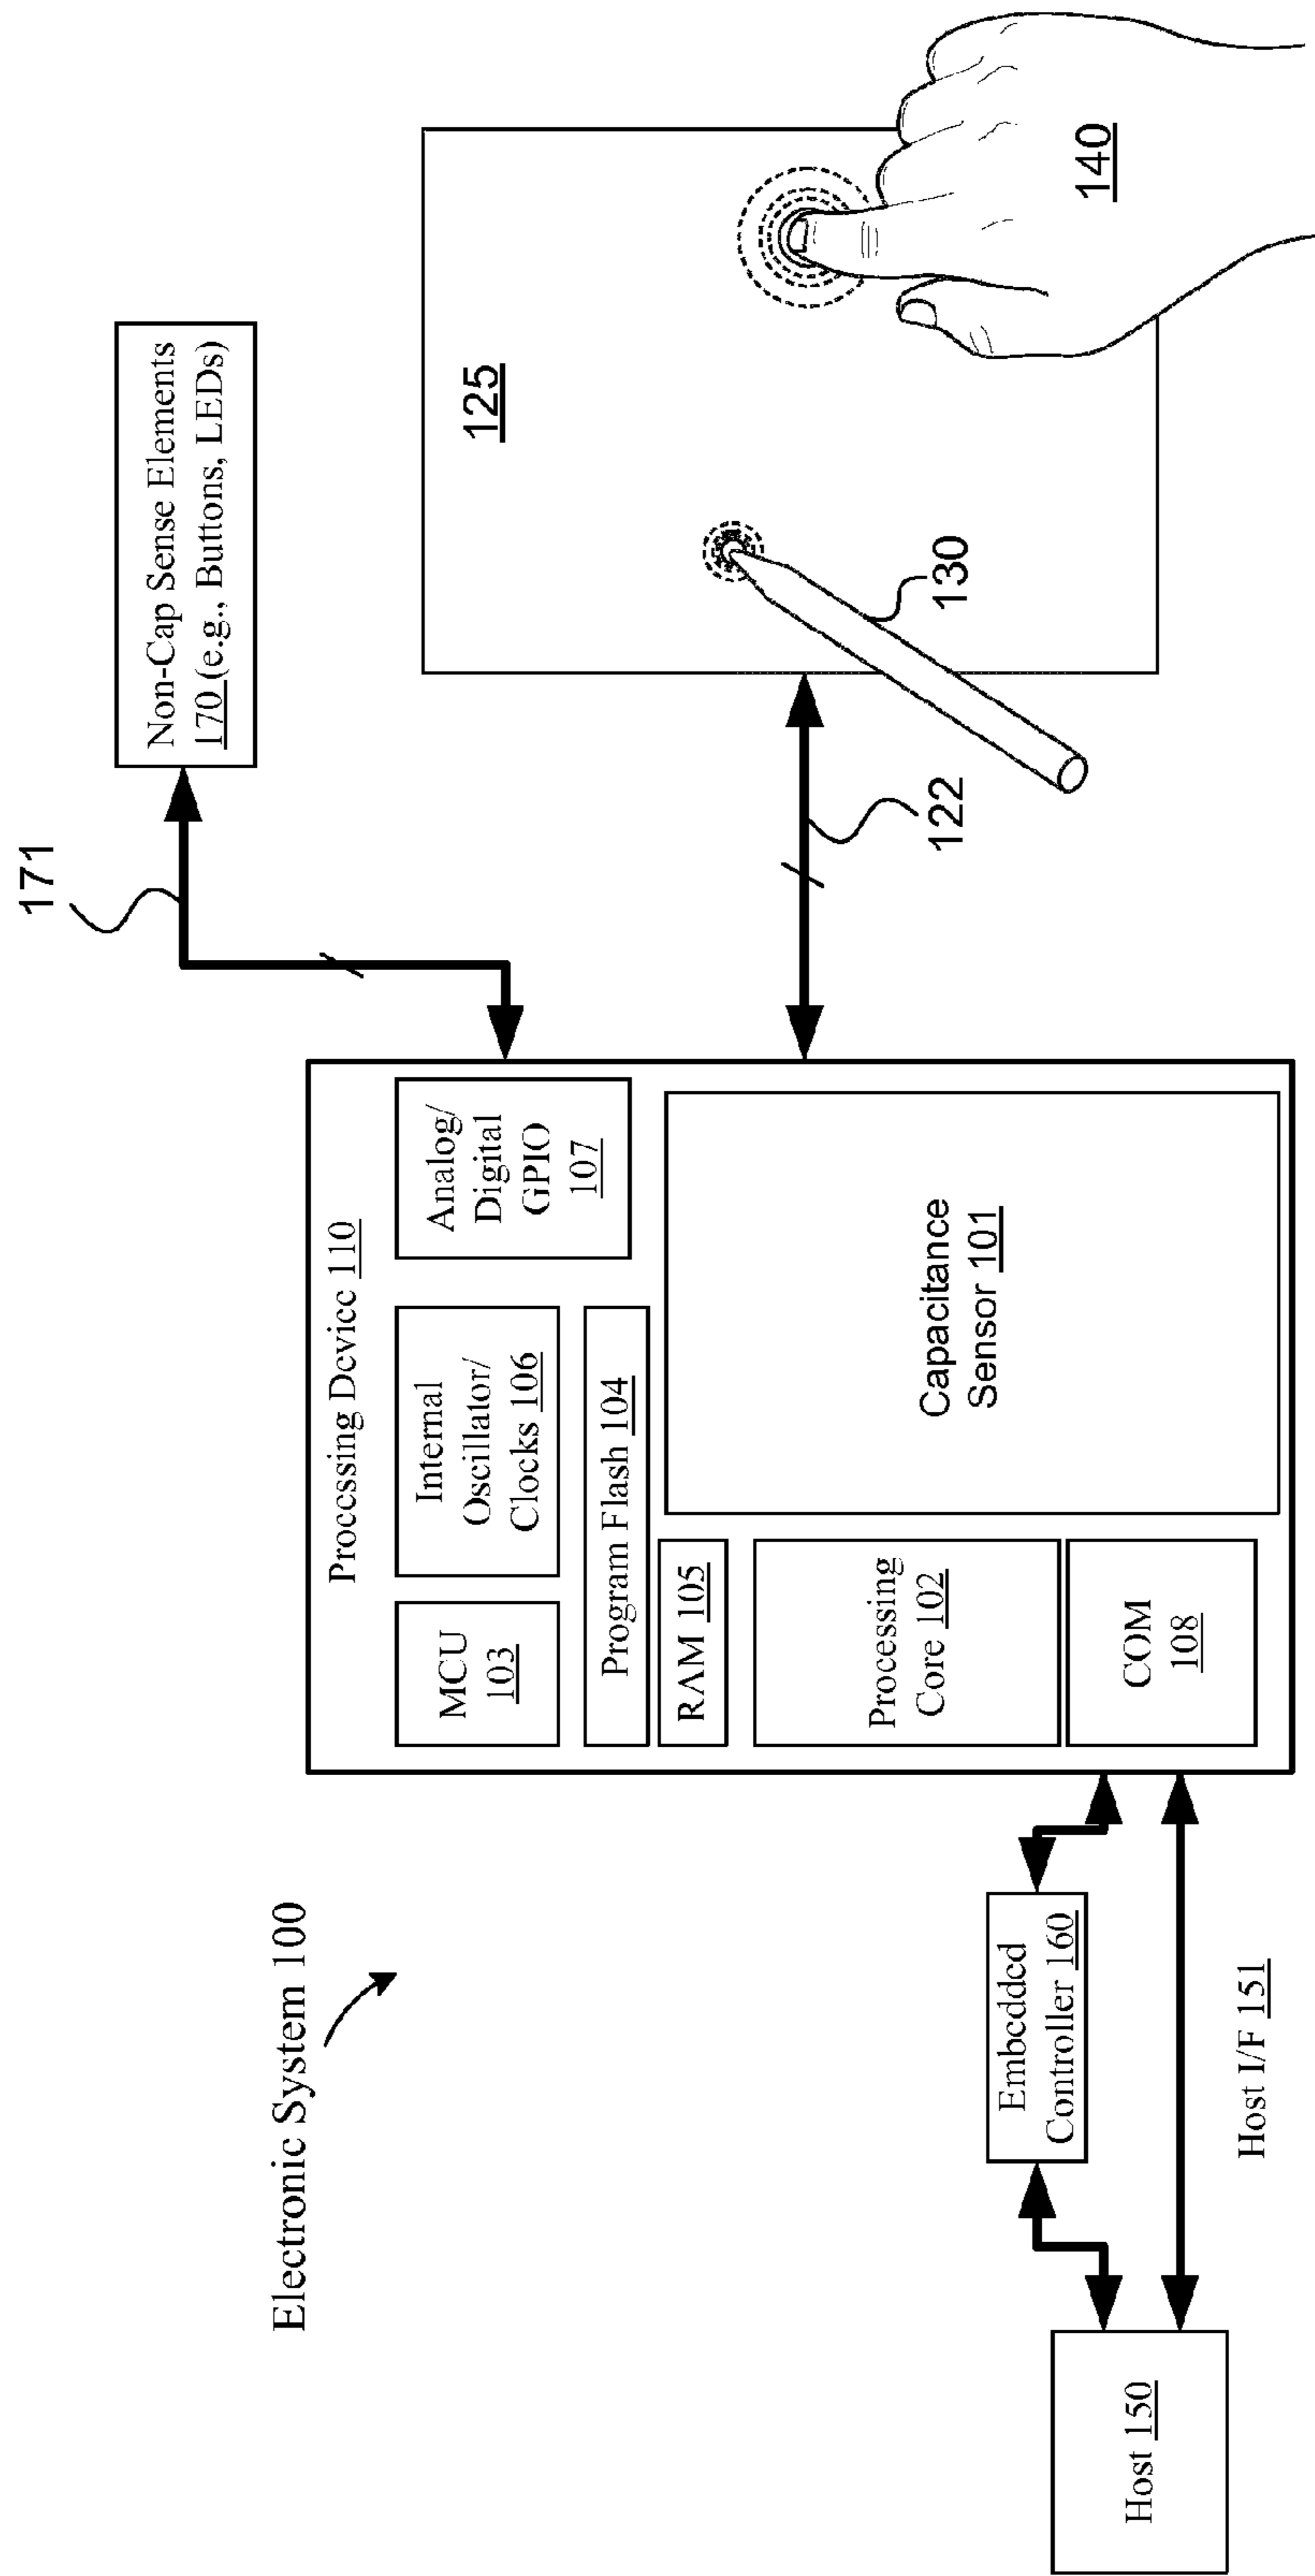 Electronic System 100
171
Non-Cap Sense Elements
170 (e.g., Buttons, LEDs)
Processing Device 110
MCU
103
Internal
Oscillator/
Clocks 106
Analog/
Digital
GPIO
107
Program Flash 104
RAM 105
Processing
Core 102
COM
108
Capacitance
Sensor 101
125
122
130
140
Embedded
Controller 160
Host 150
Host I/F 151